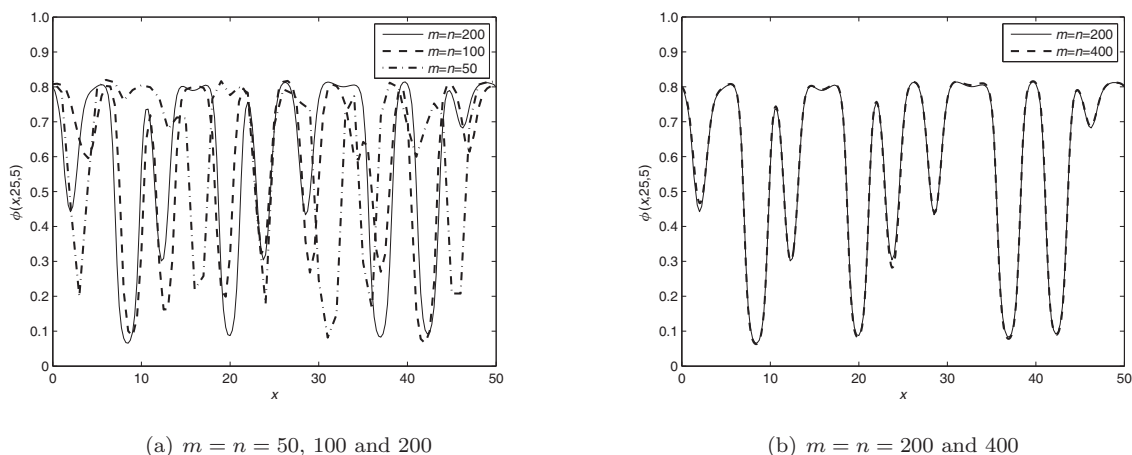 1.0
0.9
0.8
0.7
0.6
0.5
0.4
0.3
0.2
0.1
0
ϕ(x,25,5)
m=n=200
m=n=100
m=n=50
0 10 20 30 40 50
x
(a) m = n = 50, 100 and 200
1.0
0.9
0.8
0.7
0.6
0.5
0.4
0.3
0.2
0.1
0
ϕ(x,25,5)
m=n=200
m=n=400
0 10 20 30 40 50
x
(b) m = n = 200 and 400